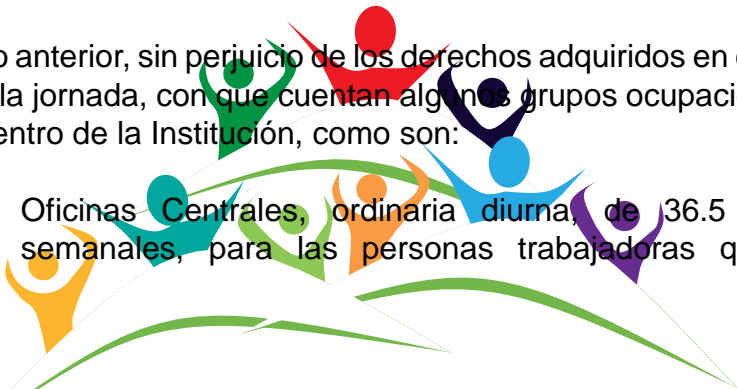 anterior, sin perjuicio de los derechos adquiridos en
la jornada, con que cuentan algunos grupos
entro de la Institución, como son:
Oficinas Centrales, ordinaria diurna, de 36.5
semanales, para las personas trabajadoras